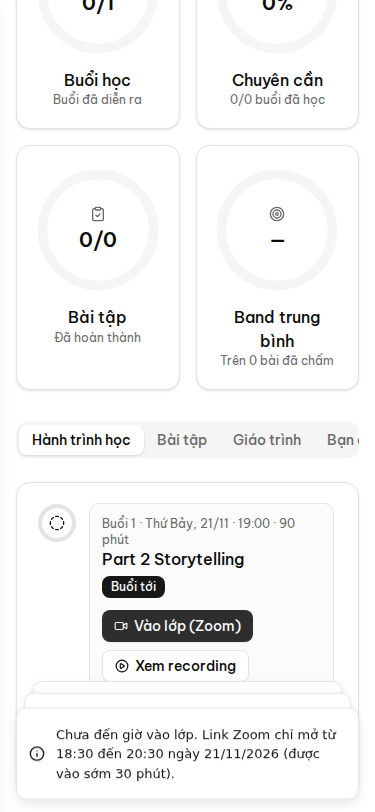 0/1
0%
Buổi học
Buổi đã diễn ra
Chuyên cần
0/0 buổi đã học
0/0
–
Bài tập
Đã hoàn thành
Band trung
bình
Trên 0 bài đã chấm
Hành trình học
Bài tập
Giáo trình
Bạn
Buổi 1 · Thứ Bảy, 21/11 · 19:00 · 90
phút
Part 2 Storytelling
Buổi tới
Vào lớp (Zoom)
Xem recording
Chưa đến giờ vào lớp. Link Zoom chỉ mở từ
18:30 đến 20:30 ngày 21/11/2026 (được
vào sớm 30 phút).